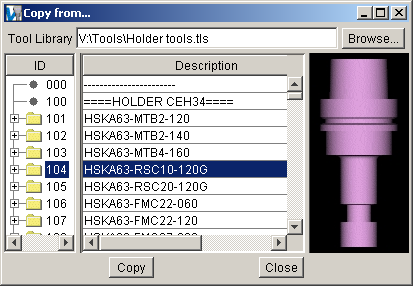 Copy from...
Tool Library V:\Tools\Holder tools.tls Browse...
ID Description
000 -----------------------
100 ====HOLDER CEH34====
101 HSKA63-MTB2-120
102 HSKA63-MTB2-140
103 HSKA63-MTB4-160
104 HSKA63-RSC10-120G
105 HSKA63-RSC20-120G
106 HSKA63-FMC22-060
107 HSKA63-FMC22-120
Copy Close